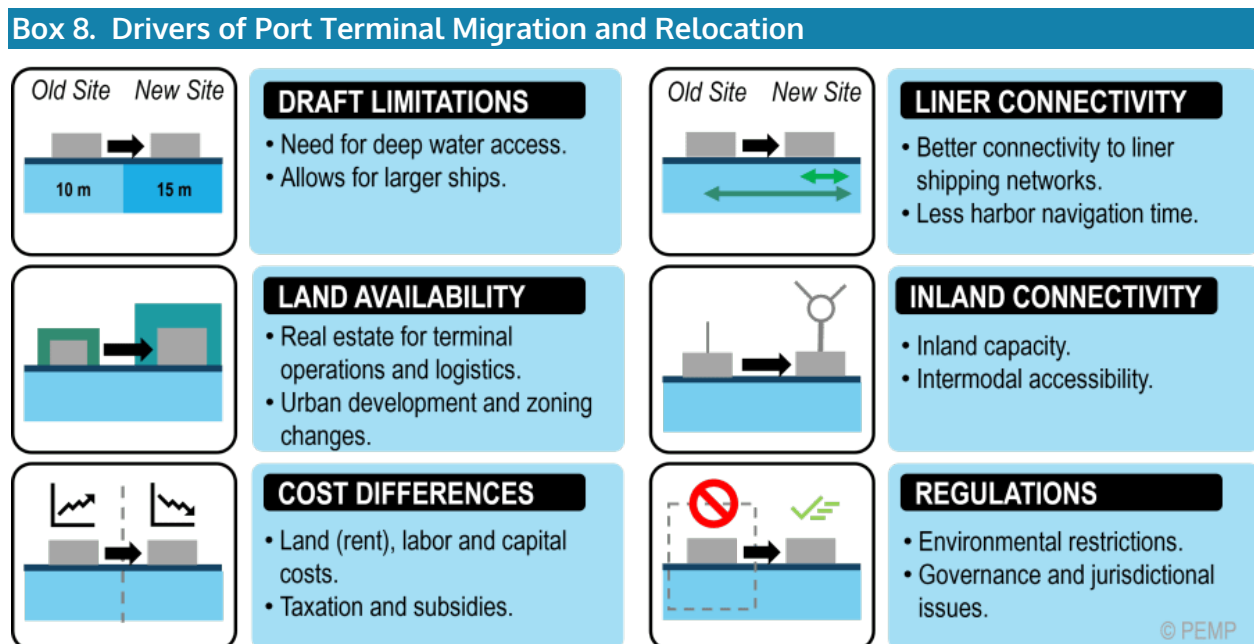 Box 8. Drivers of Port Terminal Migration and Relocation
Old Site New Site
10 m 15 m
DRAFT LIMITATIONS
• Need for deep water access.
• Allows for larger ships.
Old Site New Site
LINER CONNECTIVITY
• Better connectivity to liner
shipping networks.
• Less harbor navigation time.
LAND AVAILABILITY
• Real estate for terminal
operations and logistics.
• Urban development and zoning
changes.
INLAND CONNECTIVITY
• Inland capacity.
• Intermodal accessibility.
COST DIFFERENCES
• Land (rent), labor and capital
costs.
• Taxation and subsidies.
REGULATIONS
• Environmental restrictions.
• Governance and jurisdictional
issues.
© PEMP